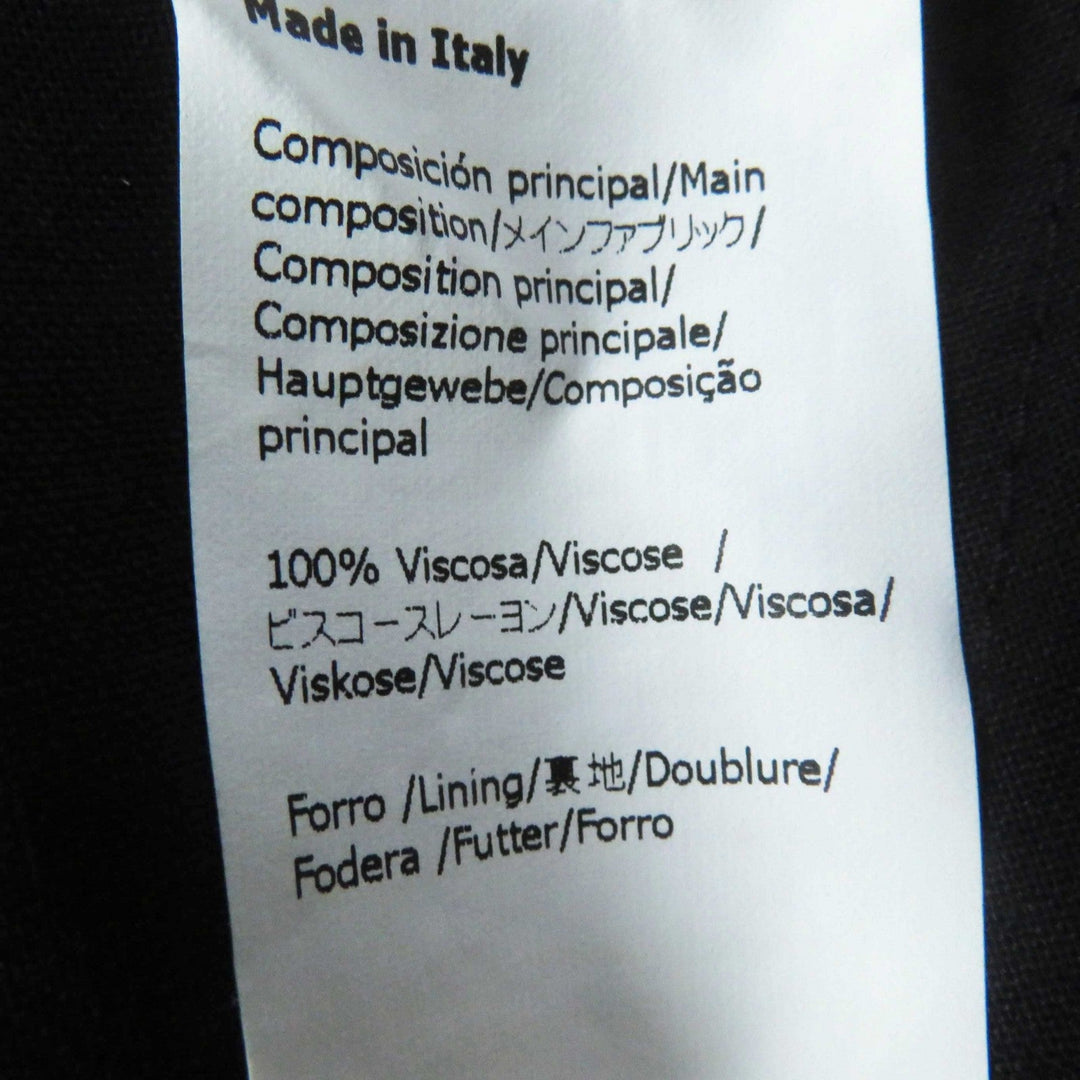 Made in Italy
Composición principal/Main
composition/メインファブリック/
Composition principal/
Composizione principale/
Hauptgewebe/Composição
principal
100% Viscosa/Viscose /
ビスコースレーヨン/Viscose/Viscosa/
Viskose/Viscose
Forro /Lining/裏地/Doublure/
Fodera /Futter/Forro